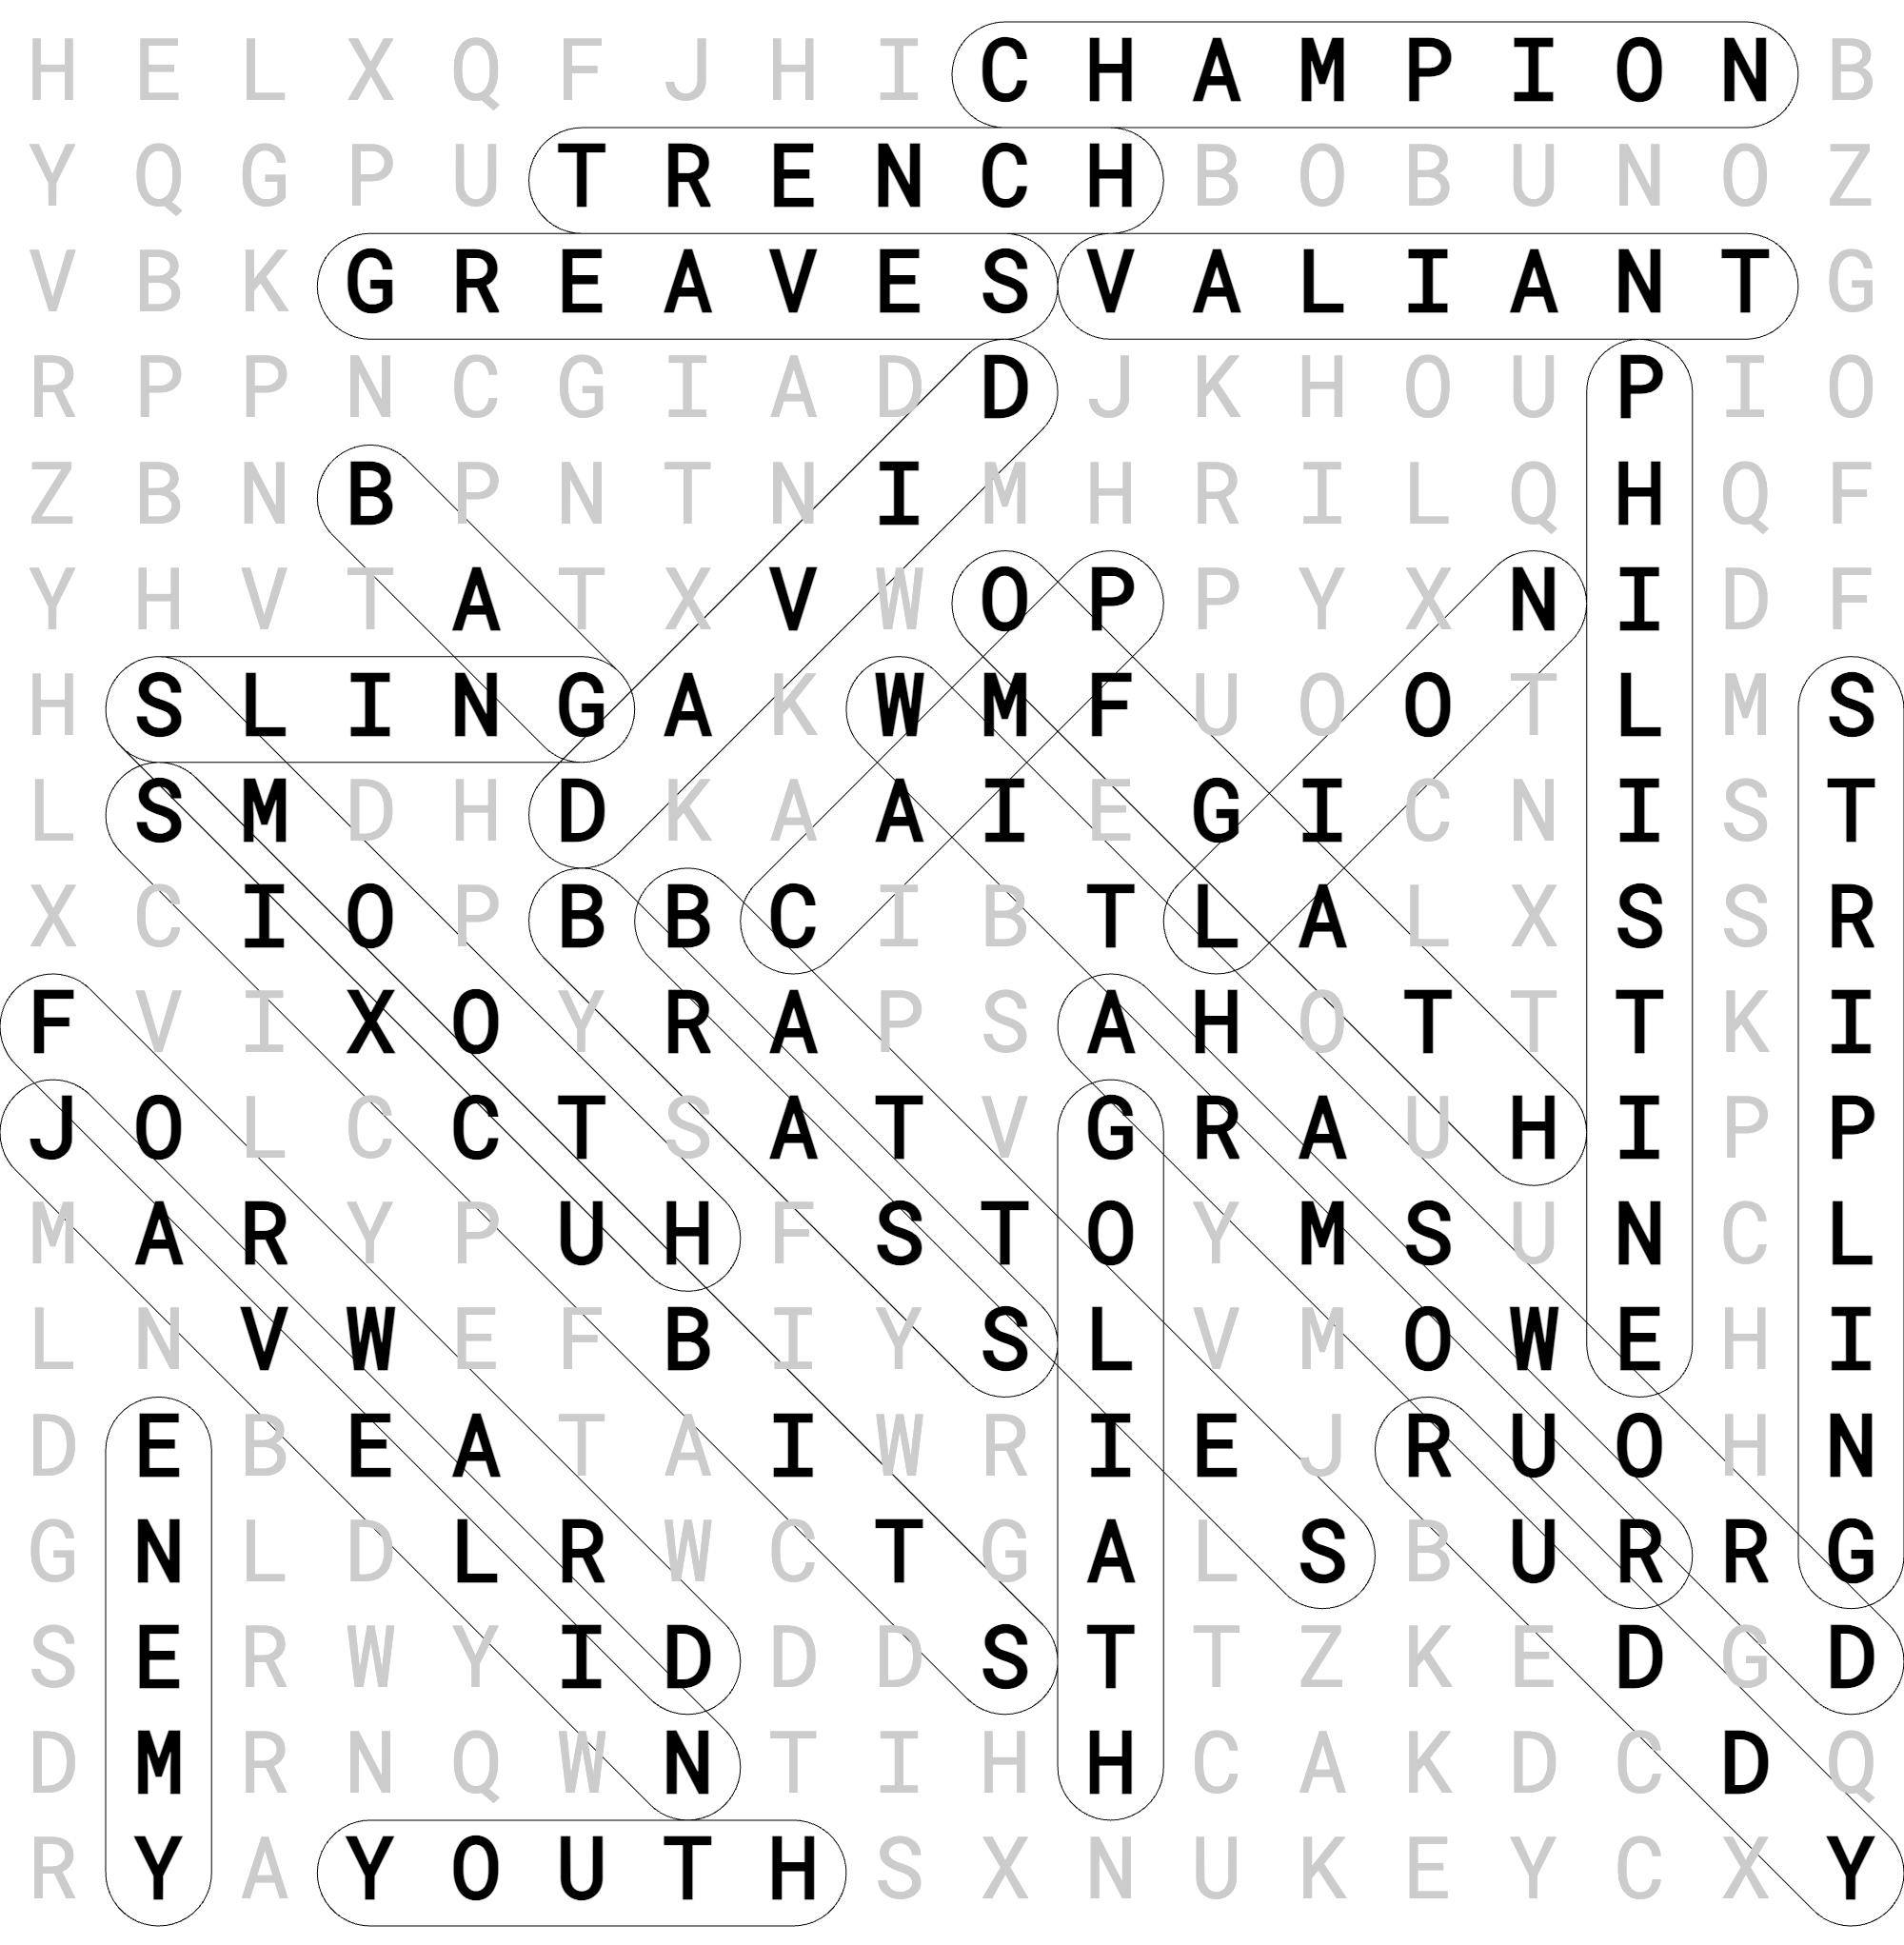 H E L X Q F J H I C H A M P I O N B
Y Q G P U T R E N C H B O B U N O Z
V B K G R E A V E S V A L I A N T G
R P P N C G I A D D J K H O U P I O
Z B N B P N T N I M H R I L Q H Q F
Y H V T A T X V W O P P Y X N I D F
H S L I N G A K W M F U O O T L M S
L S M D H D K A A I E G I C N I S T
X C I O P B B C I B T L A L X S S R
F V I X O Y R A P S A H O T T T K I
J O L C C T S A T V G R A U H I P P
M A R Y P U H F S T O Y M S U N C L
L N V W E F B I Y S L V M O W E H I
D E B E A T A I W R I E J R U O H N
G N L D L R W C T G A L S B U R R G
S E R W Y I D D D S T T Z K E D G D
D M R N Q W N T I H H C A K D C D Q
R Y A Y O U T H S X N U K E Y C X Y